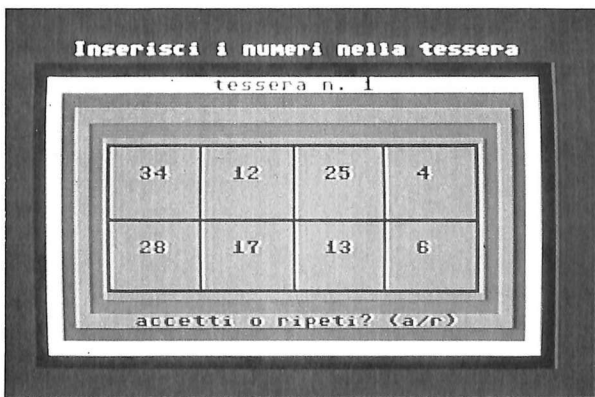 Inserisci i numeri nella tessera
tessera n. 1
34 12 25 4
28 17 13 6
accetti o ripeti? (a/r)